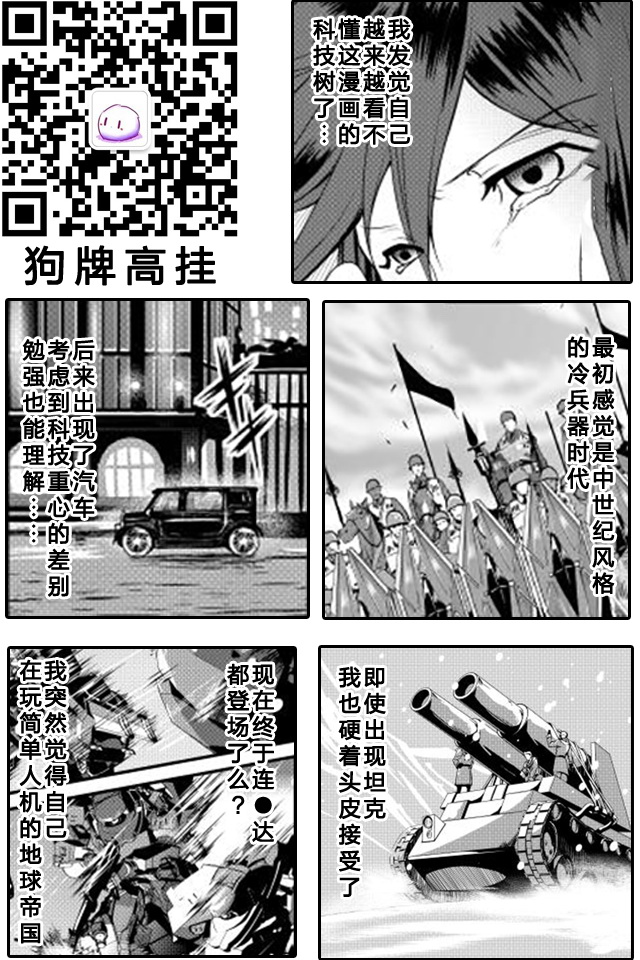 我发觉自己
越来越看不
懂这漫画的
科技树了…
狗牌高挂
最初感觉是中世纪风格
的冷兵器时代
后来出现了汽车
考虑到科技重心的差别
勉强也能理解……
即使出现坦克
我也硬着头皮接受了
现在终于连●达
都登场了么？
我突然觉得自己
在玩简单人机的地球帝国